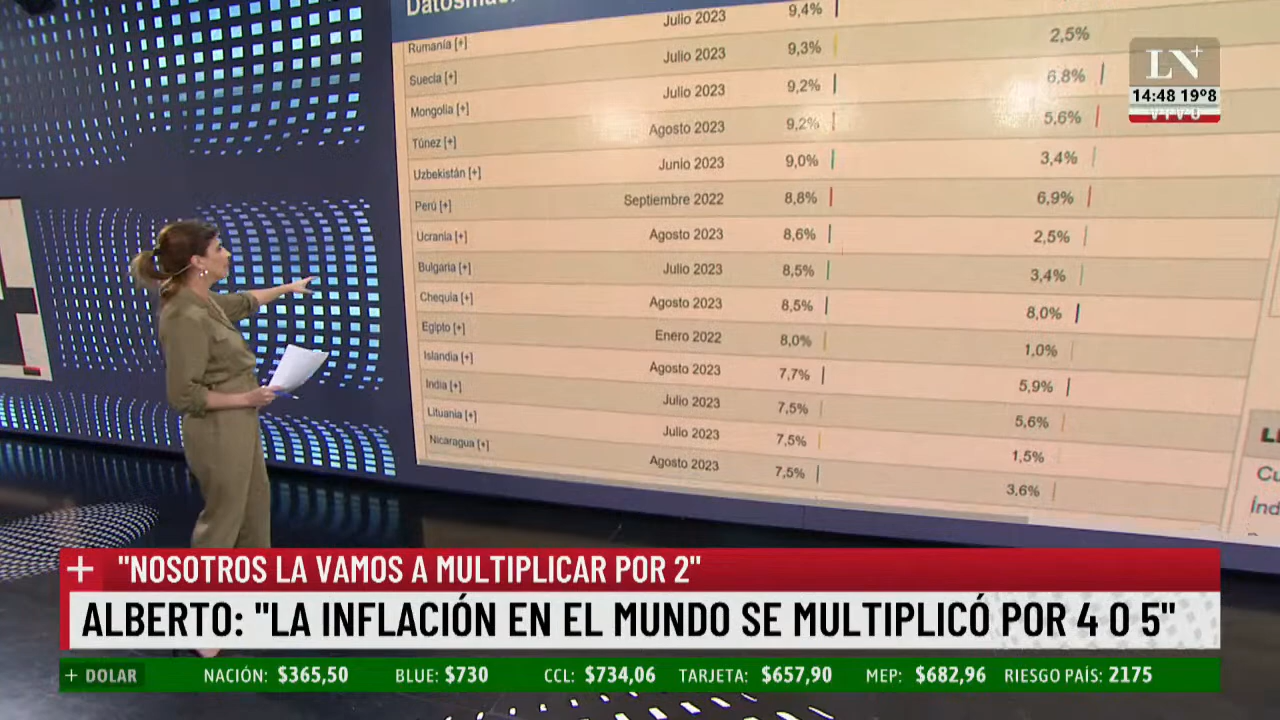 Datosmac
Julio 2023 9,4%
Rumanía [+] Julio 2023 9,3% 2,5%
Suecia [+] Julio 2023 9,2% 6,8%
Mongolia [+] Agosto 2023 9,2% 5,6%
Túnez [+] Junio 2023 9,0% 3,4%
Uzbekistán [+] Septiembre 2022 8,8% 6,9%
Perú [+] Agosto 2023 8,6% 2,5%
Ucrania [+] Julio 2023 8,5% 3,4%
Bulgaria [+] Agosto 2023 8,5% 8,0%
Chequia [+] Enero 2022 8,0% 1,0%
Egipto [+] Agosto 2023 7,7% 5,9%
Islandia [+] Julio 2023 7,5% 5,6%
India [+] Julio 2023 7,5% 1,5%
Lituania [+] Agosto 2023 7,5% 3,6%
Nicaragua [+]
LN+
14:48 19°8
VIVO
Cu
Índ
+ "NOSOTROS LA VAMOS A MULTIPLICAR POR 2"
ALBERTO: "LA INFLACIÓN EN EL MUNDO SE MULTIPLICÓ POR 4 O 5"
+ DOLAR NACIÓN: $365,50 BLUE: $730 CCL: $734,06 TARJETA: $657,90 MEP: $682,96 RIESGO PAÍS: 2175